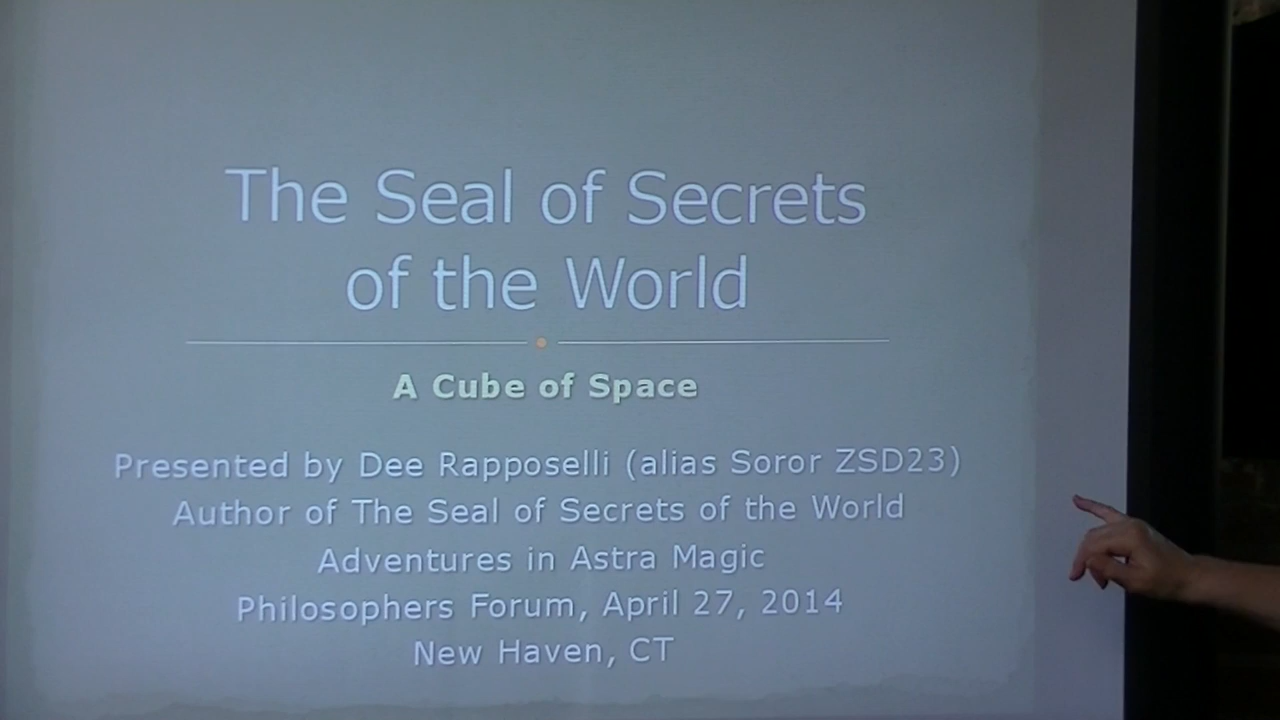 The Seal of Secrets
of the World
A Cube of Space
Presented by Dee Rapposelli (alias Soror ZSD23)
Author of The Seal of Secrets of the World
Adventures in Astra Magic
Philosophers Forum, April 27, 2014
New Haven, CT